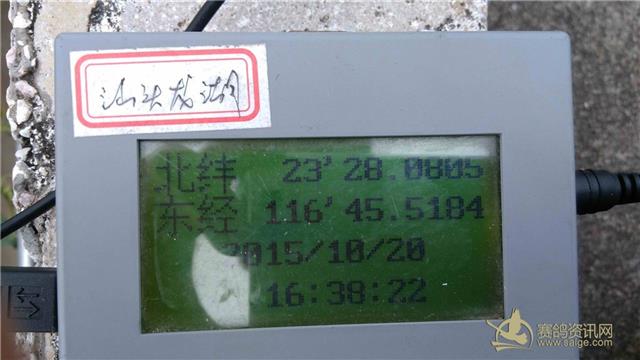 汕头龙湖
北纬 23'28.0805
东经 116'45.5184
2015/10/20
16:38:22
赛鸽资讯网
www.saige.com